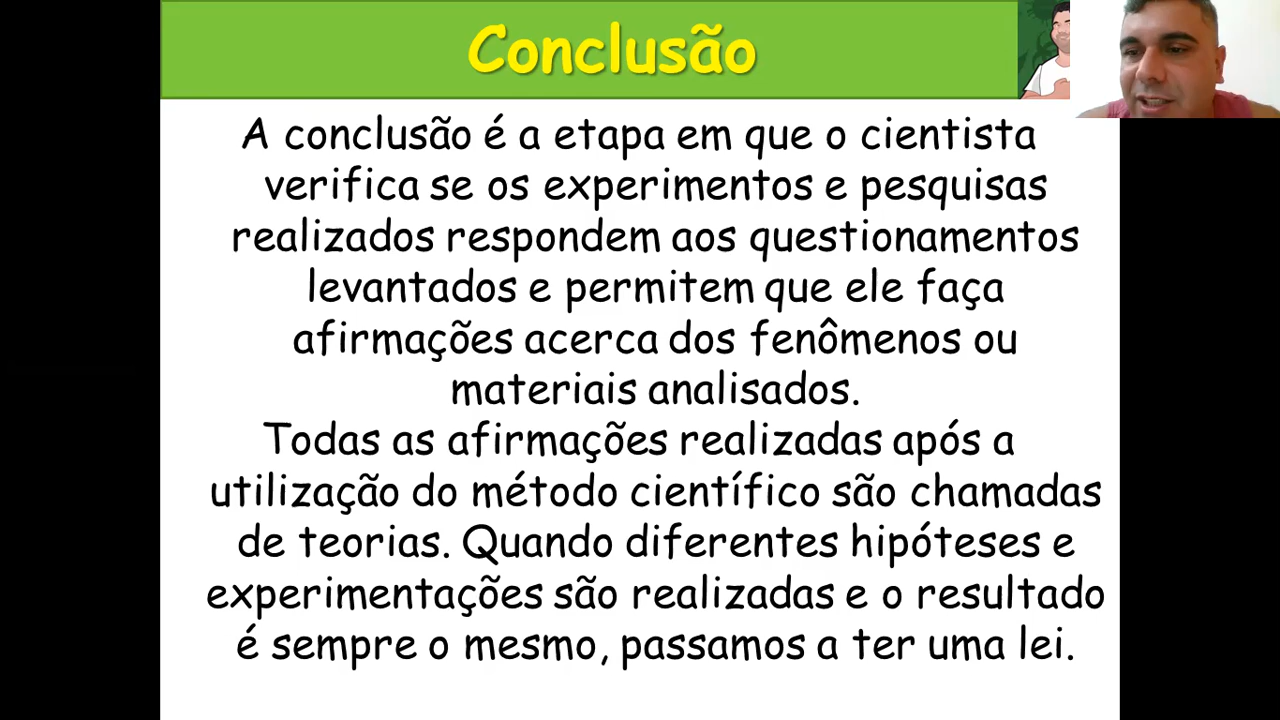 Conclusão
A conclusão é a etapa em que o cientista
verifica se os experimentos e pesquisas
realizados respondem aos questionamentos
levantados e permitem que ele faça
afirmações acerca dos fenômenos ou
materiais analisados.
Todas as afirmações realizadas após a
utilização do método científico são chamadas
de teorias. Quando diferentes hipóteses e
experimentações são realizadas e o resultado
é sempre o mesmo, passamos a ter uma lei.